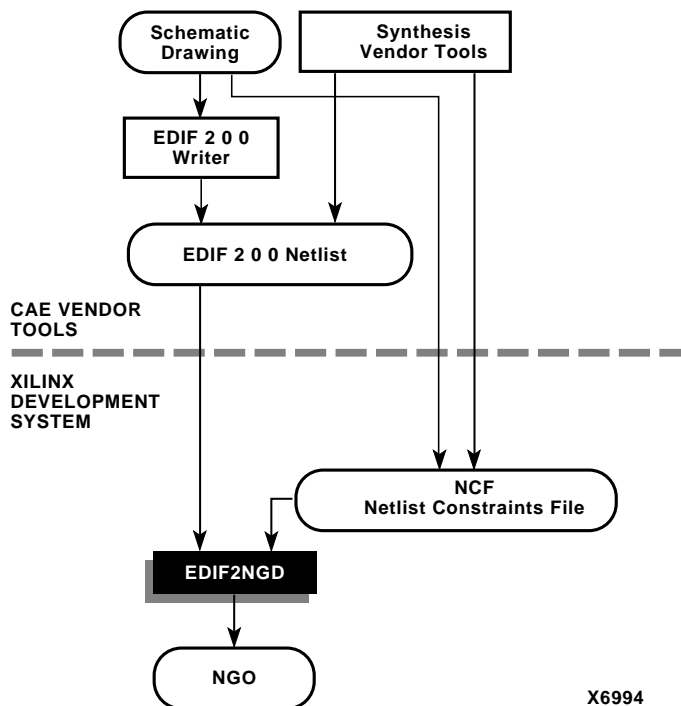 Schematic
Drawing
Synthesis
Vendor Tools
EDIF 2 0 0
Writer
EDIF 2 0 0 Netlist
CAE VENDOR
TOOLS
XILINX
DEVELOPMENT
SYSTEM
NCF
Netlist Constraints File
EDIF2NGD
NGO
X6994